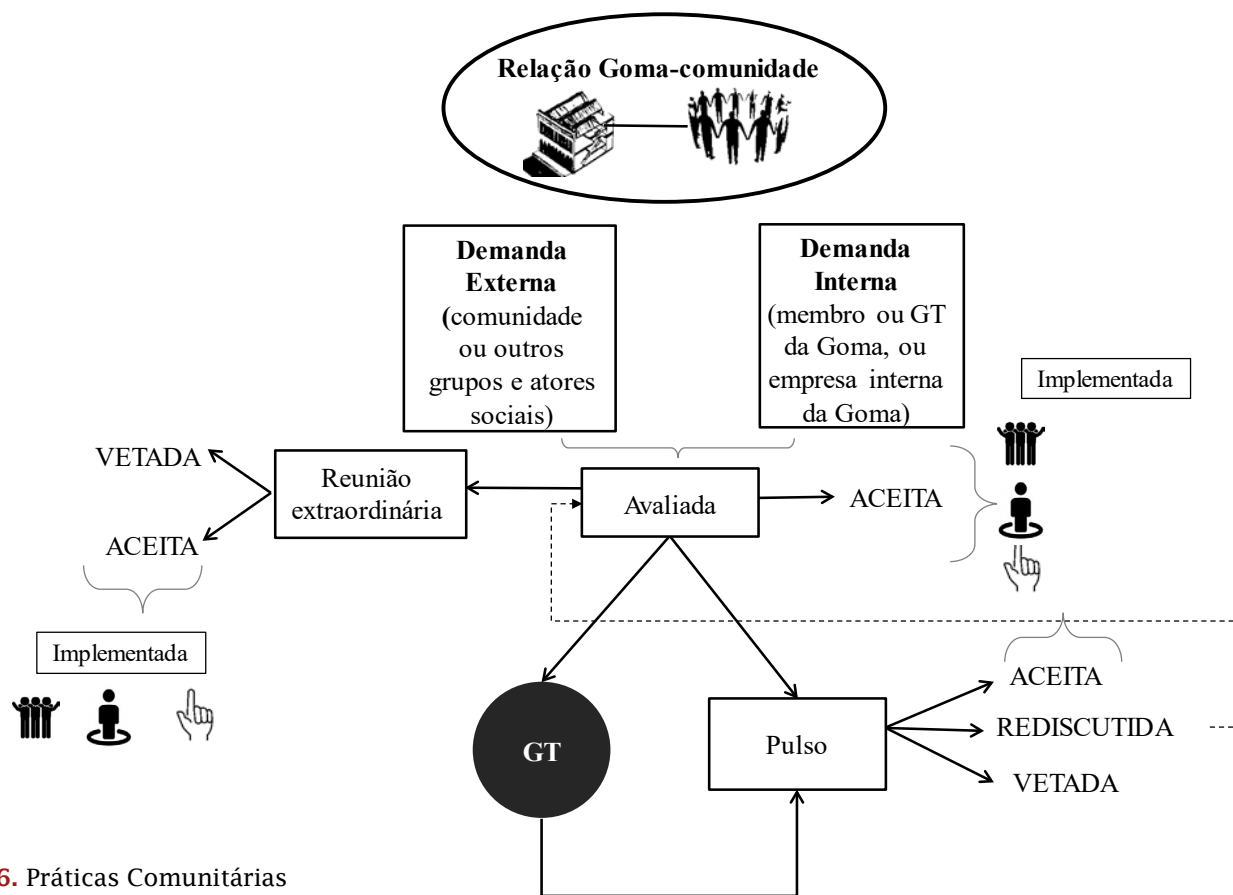 Relação Goma-comunidade
Demanda
Externa
(comunidade
ou outros
grupos e atores
sociais)
Demanda
Interna
(membro ou GT
da Goma, ou
empresa interna
da Goma)
Implementada
VETADA
Reunião
extraordinária
Avaliada
ACEITA
ACEITA
Implementada
GT
Pulso
ACEITA
REDISCUTIDA
VETADA
6. Práticas Comunitárias